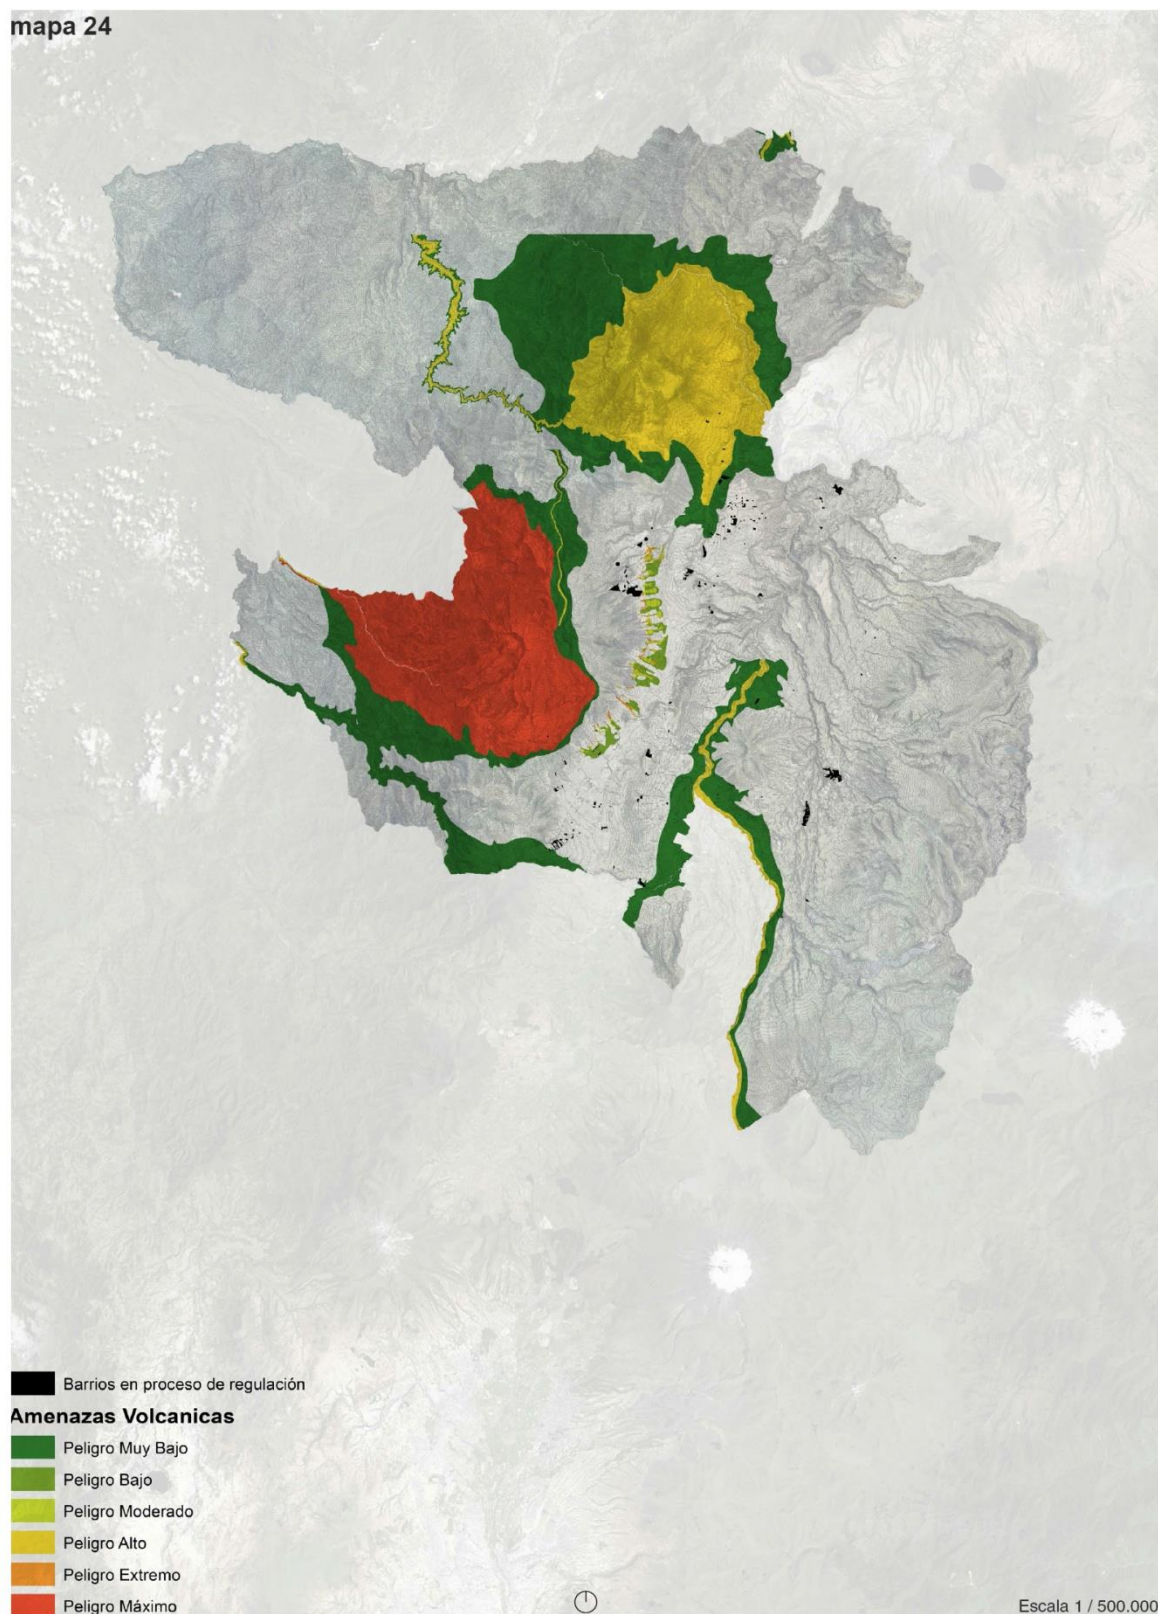 mapa 24
Barrios en proceso de regulación
Amenazas Volcanicas
Peligro Muy Bajo
Peligro Bajo
Peligro Moderado
Peligro Alto
Peligro Extremo
Peligro Máximo
Escala 1 / 500.000